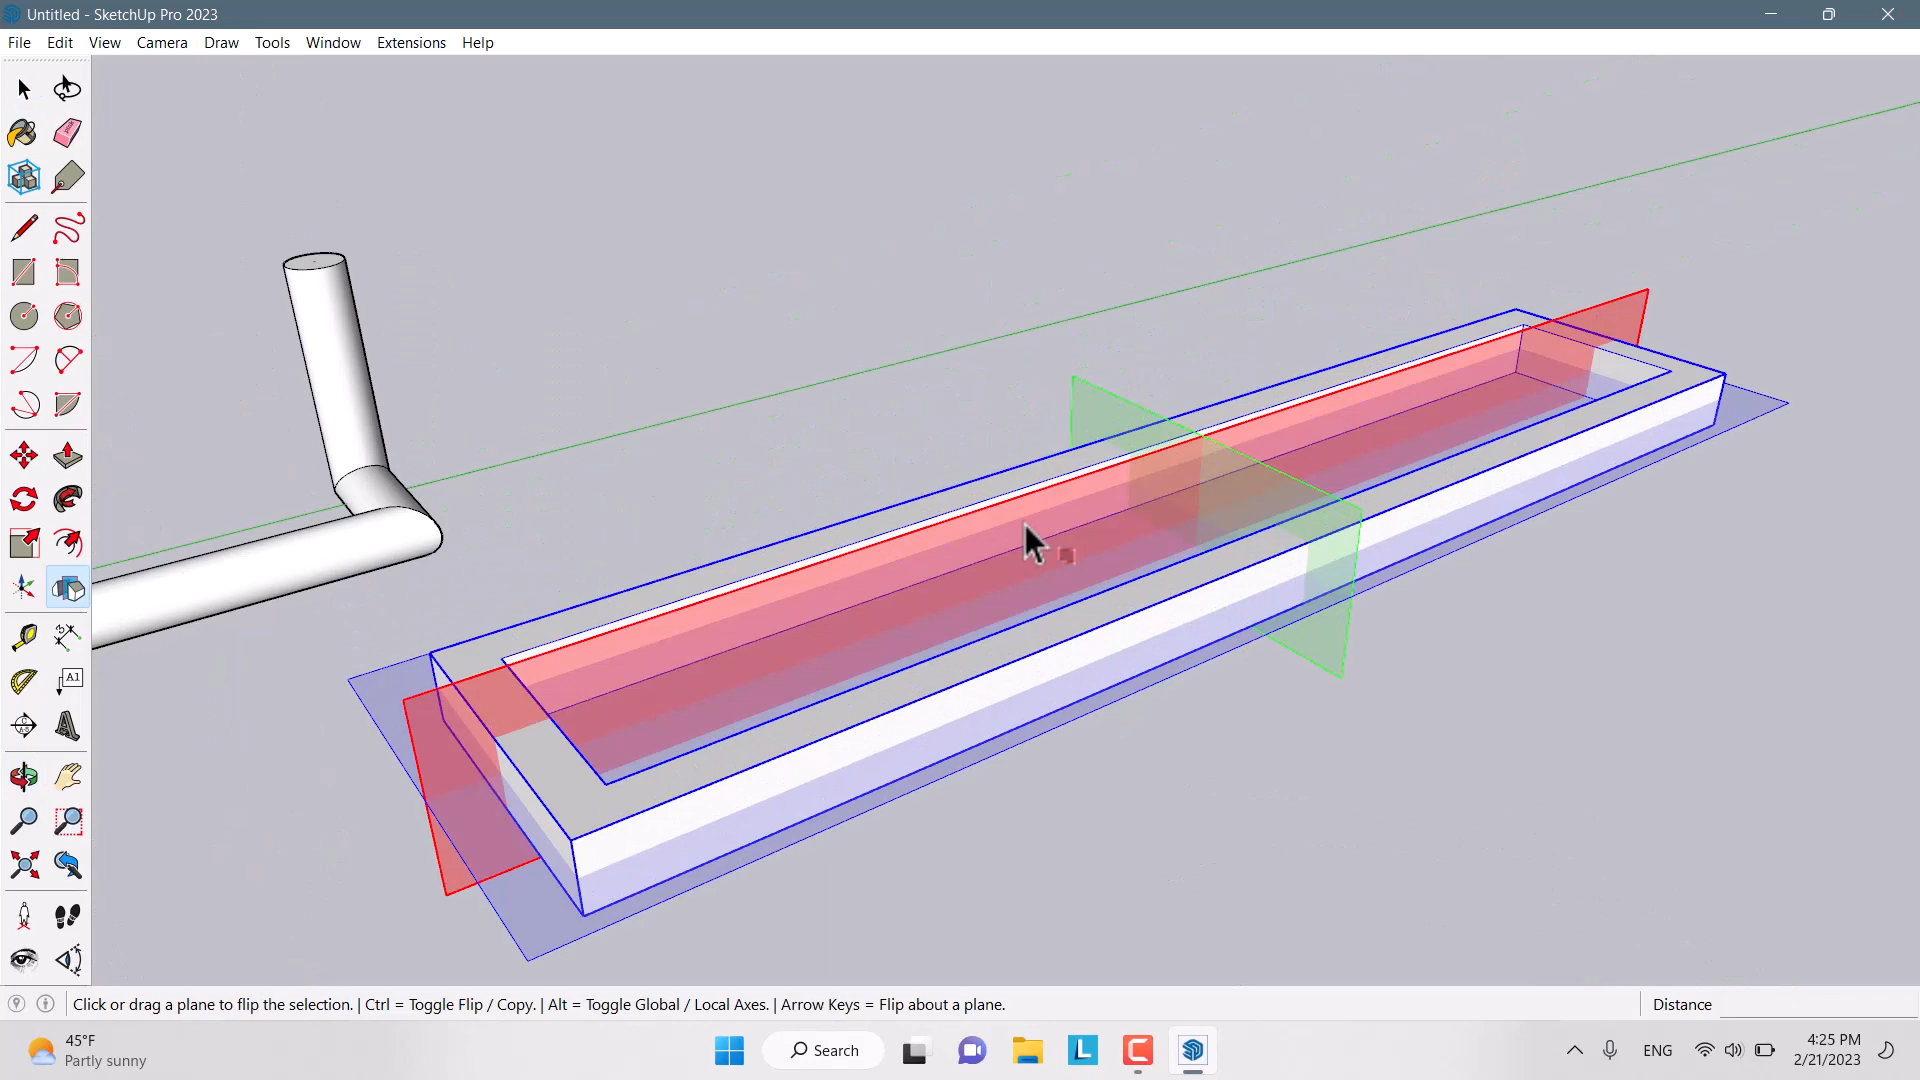 Untitled - SketchUp Pro 2023
File Edit View Camera Draw Tools Window Extensions Help
A1
Click or drag a plane to flip the selection. | Ctrl = Toggle Flip / Copy. | Alt = Toggle Global / Local Axes. | Arrow Keys = Flip about a plane.
Distance
45°F
Partly sunny
Search
L
ENG
4:25 PM
2/21/2023